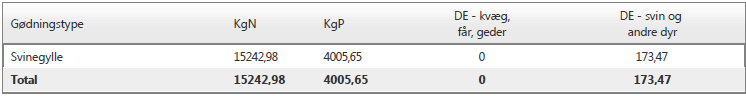 Gødningstype KgN KgP DE - kvæg, DE - svin og
får, geder andre dyr
Svinegylle 15242,98 4005,65 0 173,47
Total 15242,98 4005,65 0 173,47